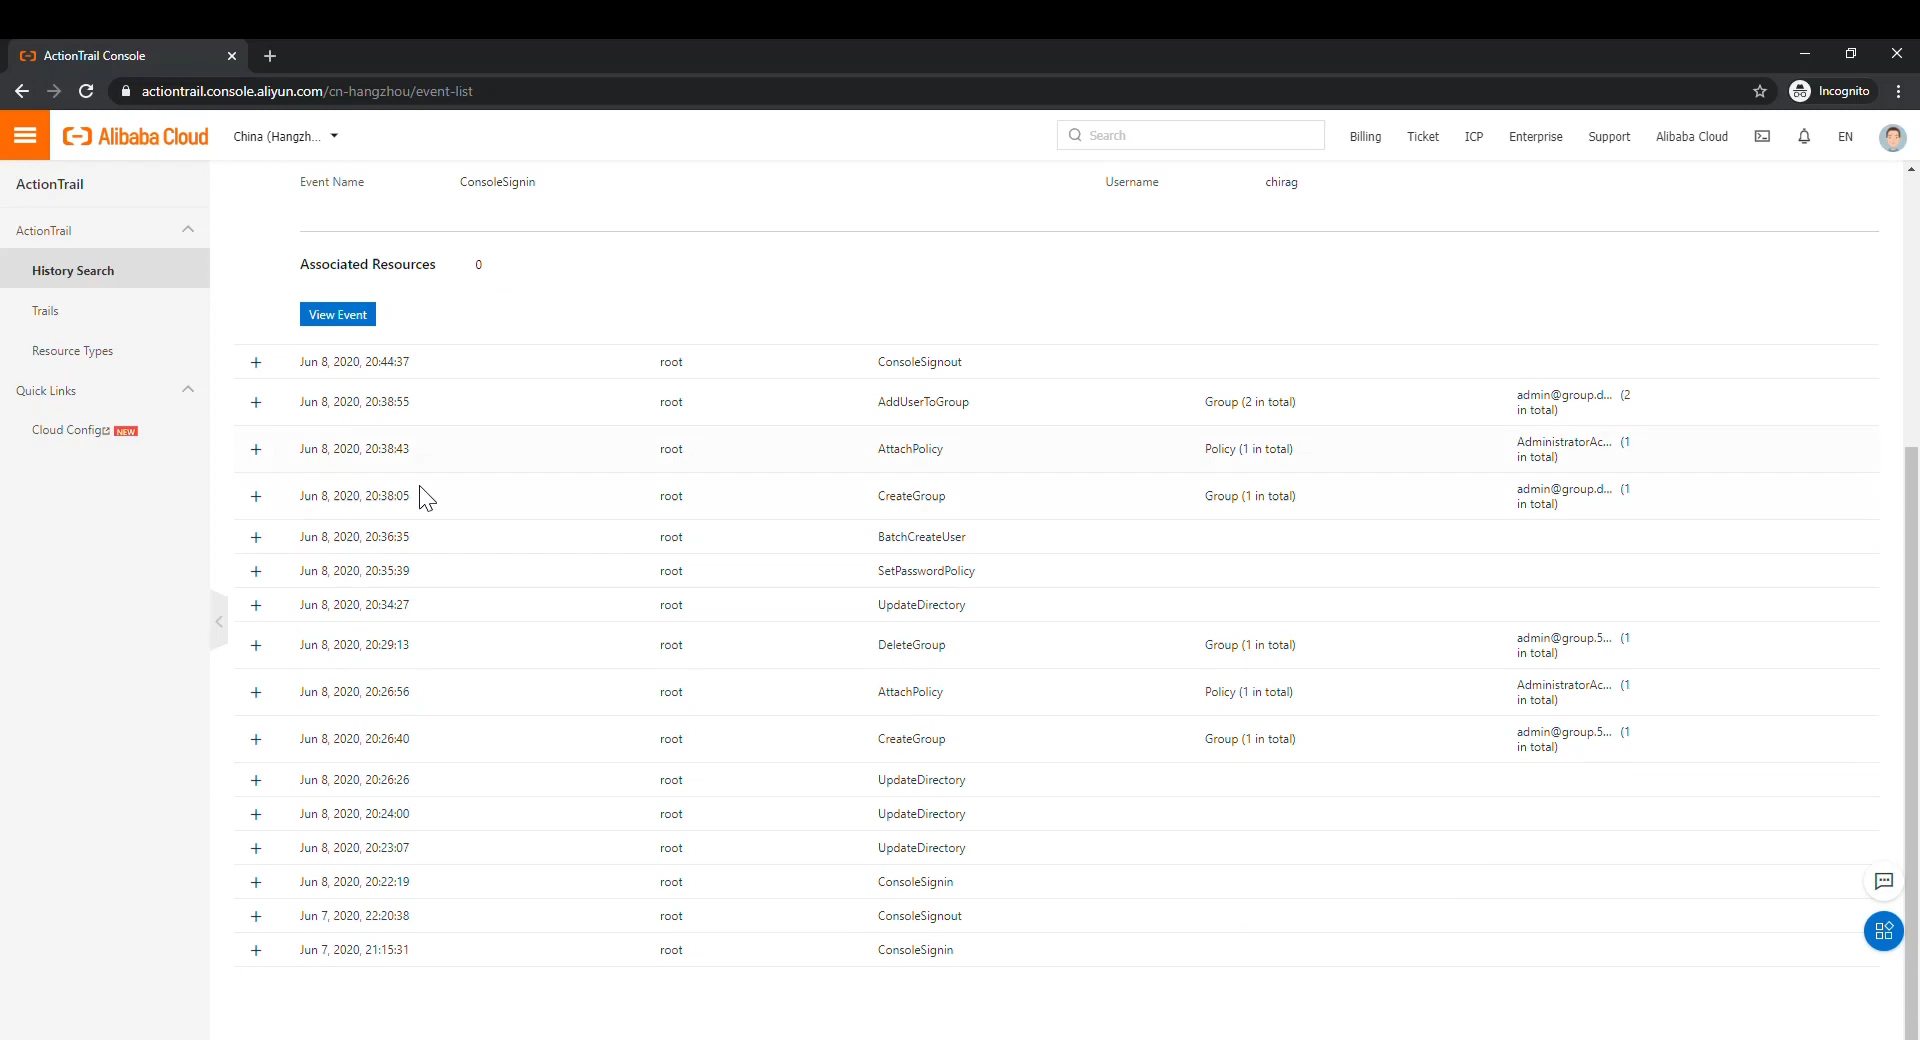 ActionTrail Console
actiontrail.console.aliyun.com/cn-hangzhou/event-list
Incognito
Alibaba Cloud
China (Hangzh...
Search
Billing
Ticket
ICP
Enterprise
Support
Alibaba Cloud
EN
ActionTrail
ActionTrail
History Search
Trails
Resource Types
Quick Links
Cloud Config NEW
Event Name ConsoleSignin Username chirag
Associated Resources 0
View Event
Jun 8, 2020, 20:44:37 root ConsoleSignout
Jun 8, 2020, 20:38:55 root AddUserToGroup Group (2 in total) admin@group.d... (2
in total)
Jun 8, 2020, 20:38:43 root AttachPolicy Policy (1 in total) AdministratorAc... (1
in total)
Jun 8, 2020, 20:38:05 root CreateGroup Group (1 in total) admin@group.d... (1
in total)
Jun 8, 2020, 20:36:35 root BatchCreateUser
Jun 8, 2020, 20:35:39 root SetPasswordPolicy
Jun 8, 2020, 20:34:27 root UpdateDirectory
Jun 8, 2020, 20:29:13 root DeleteGroup Group (1 in total) admin@group.5... (1
in total)
Jun 8, 2020, 20:26:56 root AttachPolicy Policy (1 in total) AdministratorAc... (1
in total)
Jun 8, 2020, 20:26:40 root CreateGroup Group (1 in total) admin@group.5... (1
in total)
Jun 8, 2020, 20:26:26 root UpdateDirectory
Jun 8, 2020, 20:24:00 root UpdateDirectory
Jun 8, 2020, 20:23:07 root UpdateDirectory
Jun 8, 2020, 20:22:19 root ConsoleSignin
Jun 7, 2020, 22:20:38 root ConsoleSignout
Jun 7, 2020, 21:15:31 root ConsoleSignin